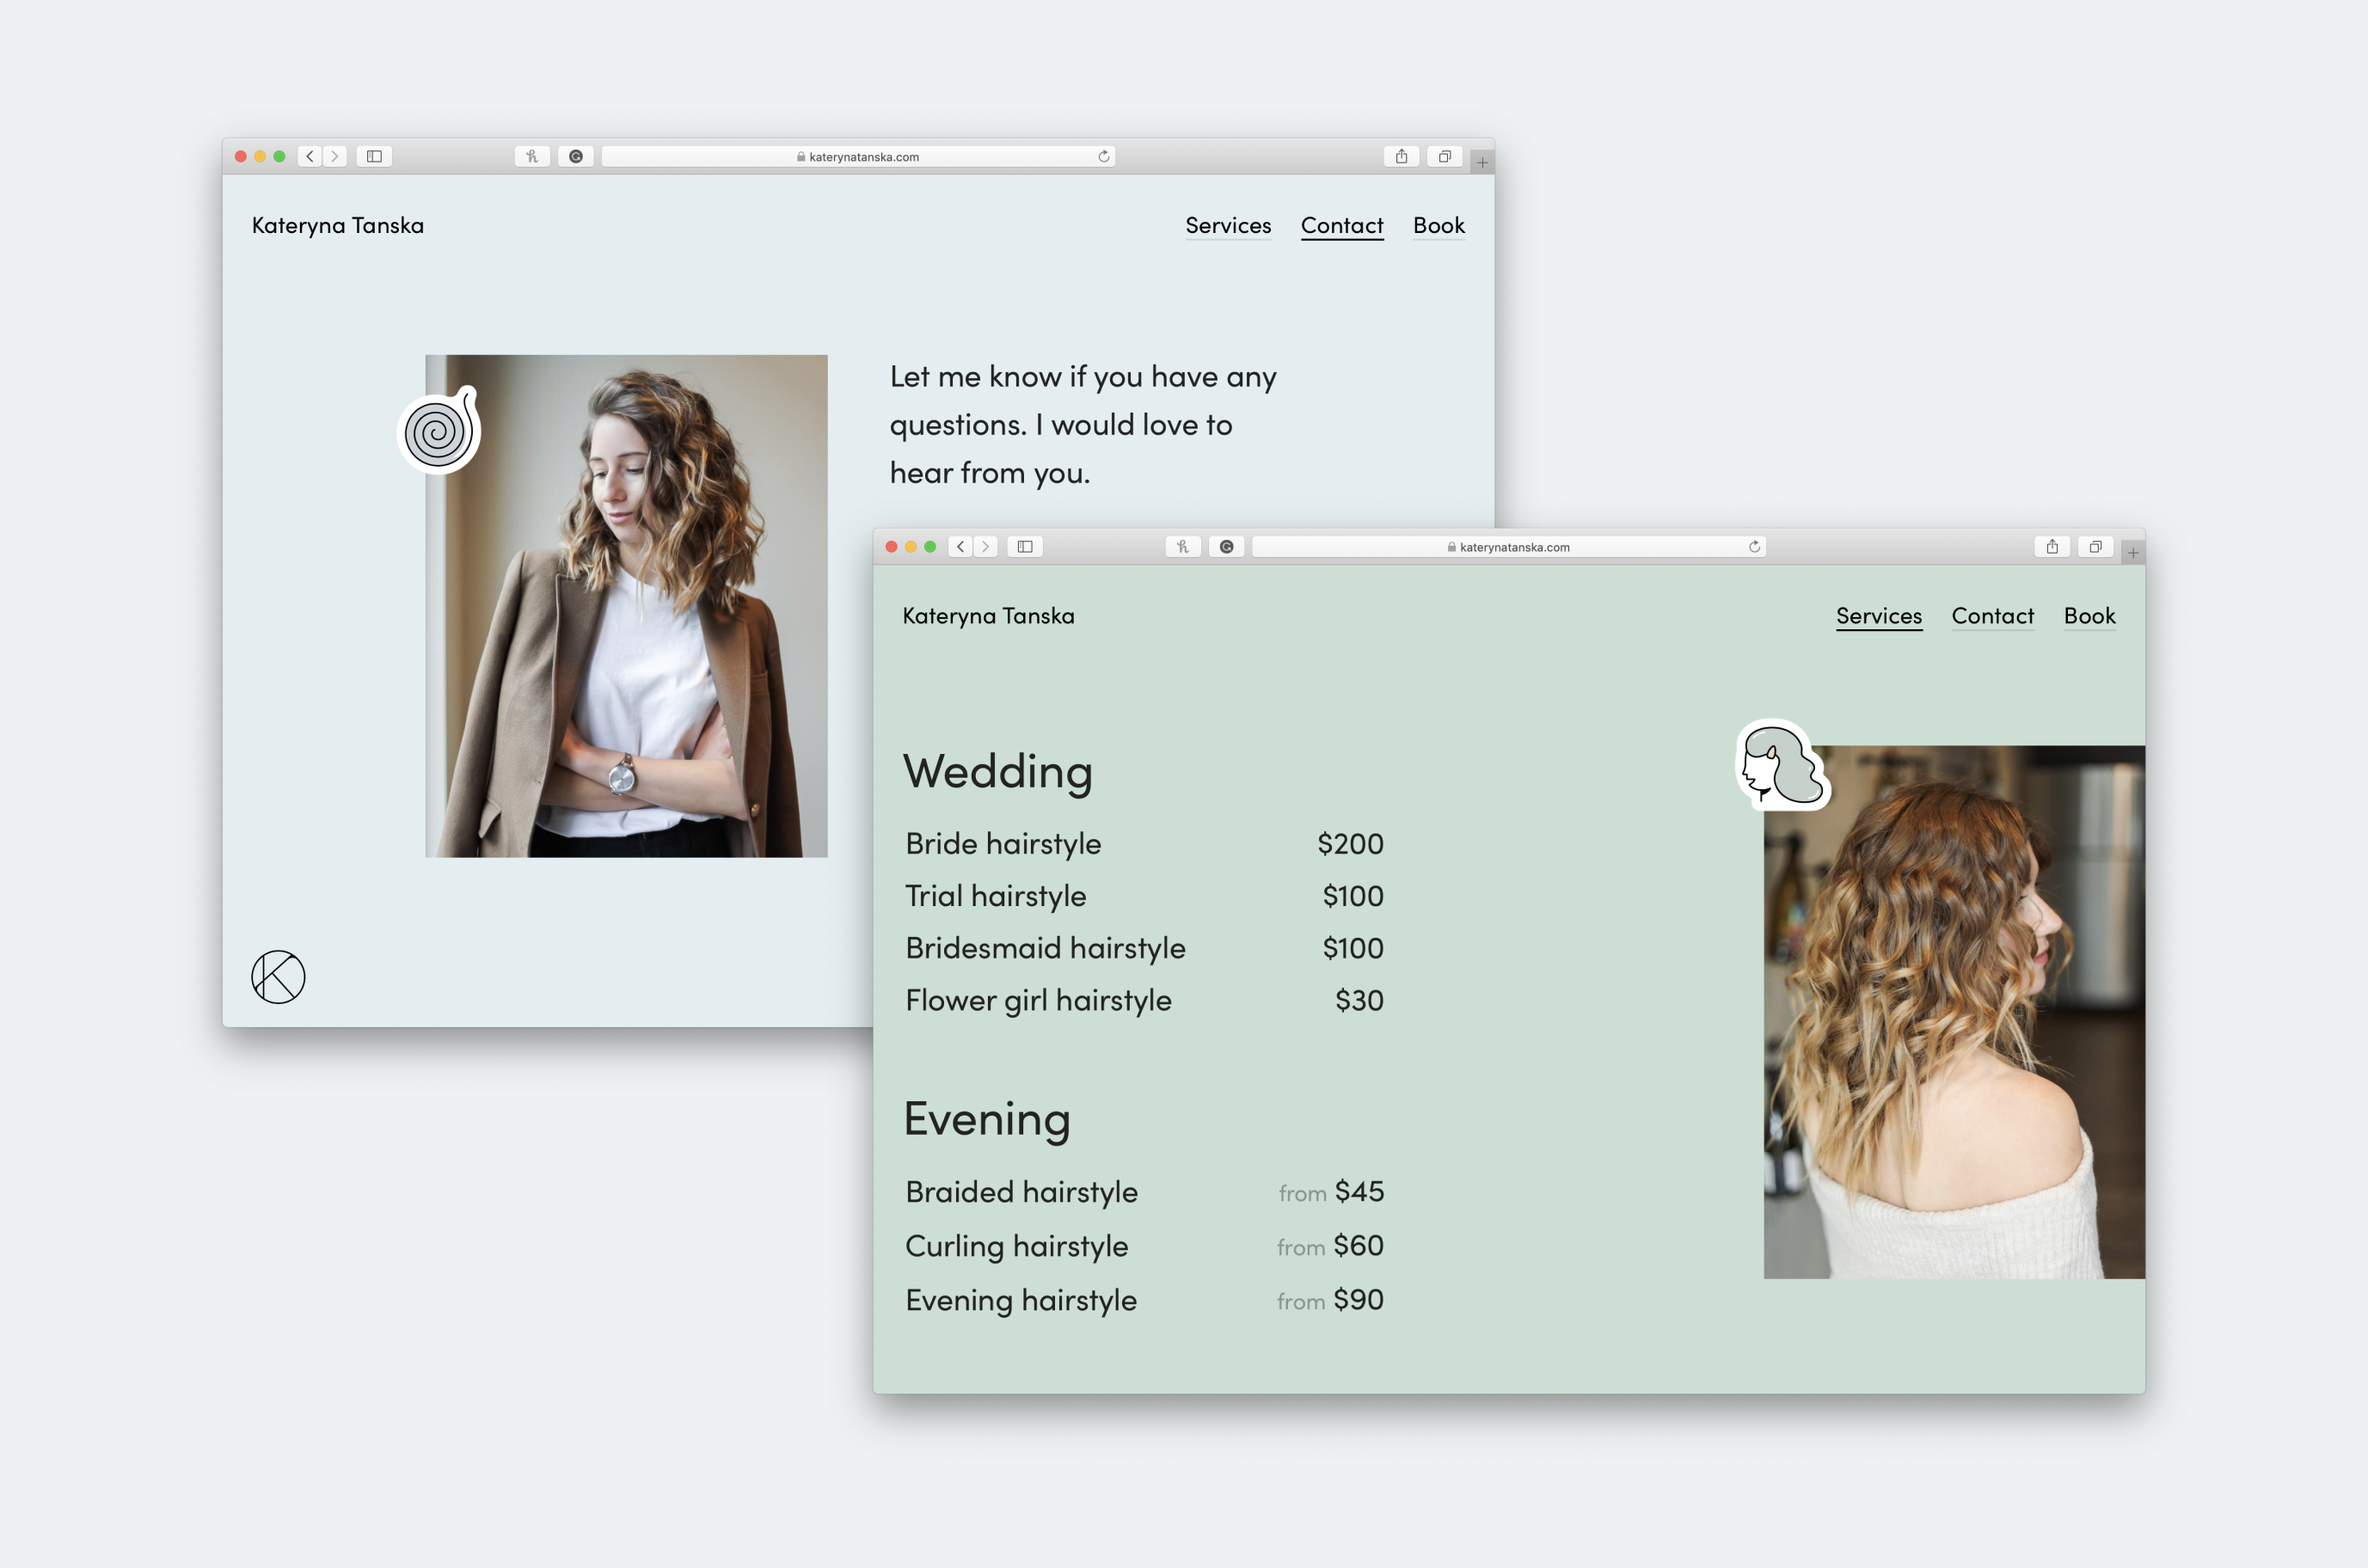 katerynatanska.com
Kateryna Tanska
Services Contact Book
Let me know if you have any
questions. I would love to
hear from you.
K
katerynatanska.com
Kateryna Tanska
Services Contact Book
Wedding
Bride hairstyle $200
Trial hairstyle $100
Bridesmaid hairstyle $100
Flower girl hairstyle $30
Evening
Braided hairstyle from $45
Curling hairstyle from $60
Evening hairstyle from $90